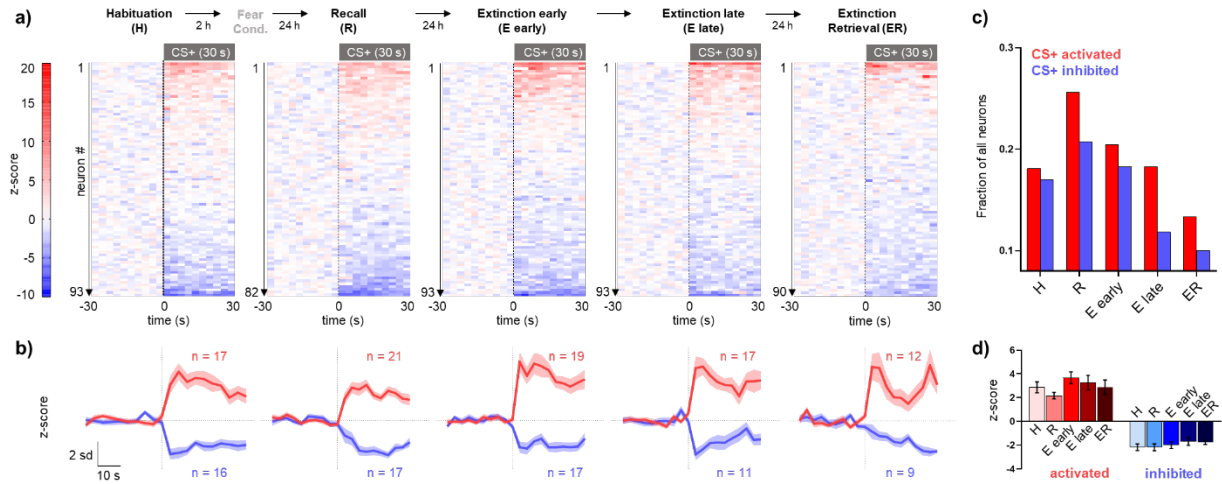 a)
Habituation
(H)
2 h
Fear
Cond.
24 h
Recall
(R)
24 h
Extinction early
(E early)
Extinction late
(E late)
24 h
Extinction
Retrieval (ER)
CS+ (30 s)
CS+ (30 s)
CS+ (30 s)
CS+ (30 s)
CS+ (30 s)
20
15
10
5
0
-5
-10
z-score
neuron #
1
93
-30 0 30
time (s)
1
82
-30 0 30
time (s)
1
93
-30 0 30
time (s)
1
93
-30 0 30
time (s)
1
90
-30 0 30
time (s)
b)
z-score
n = 17
n = 16
n = 21
n = 17
n = 19
n = 17
n = 17
n = 11
n = 12
n = 9
2 sd
10 s
c)
CS+ activated
CS+ inhibited
Fraction of all neurons
0.3
0.2
0.1
H
R
E early
E late
ER
d)
z-score
6
4
2
0
-2
-4
H
R
E early
E late
ER
H
R
E early
E late
ER
activated
inhibited